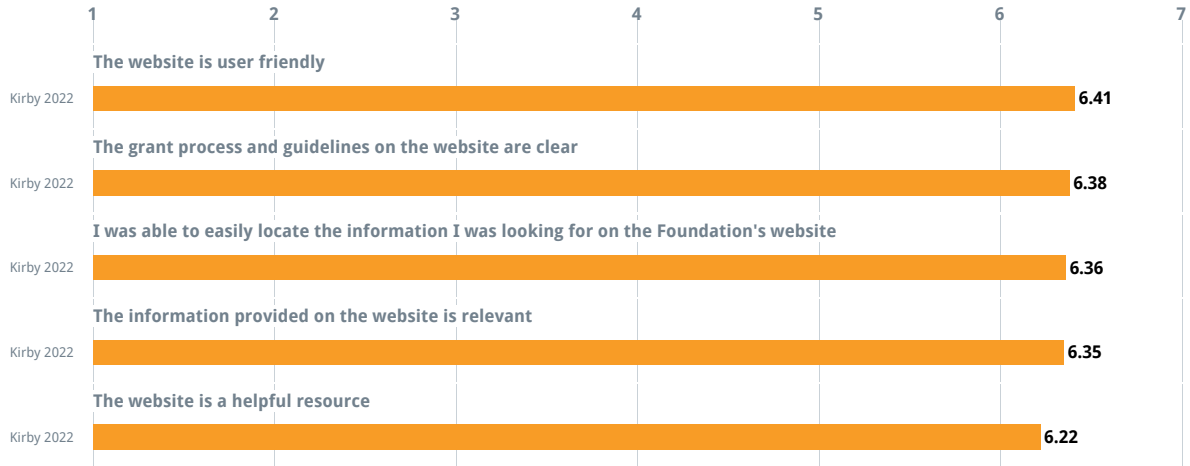 1 2 3 4 5 6 7
The website is user friendly
Kirby 2022 6.41
The grant process and guidelines on the website are clear
Kirby 2022 6.38
I was able to easily locate the information I was looking for on the Foundation's website
Kirby 2022 6.36
The information provided on the website is relevant
Kirby 2022 6.35
The website is a helpful resource
Kirby 2022 6.22